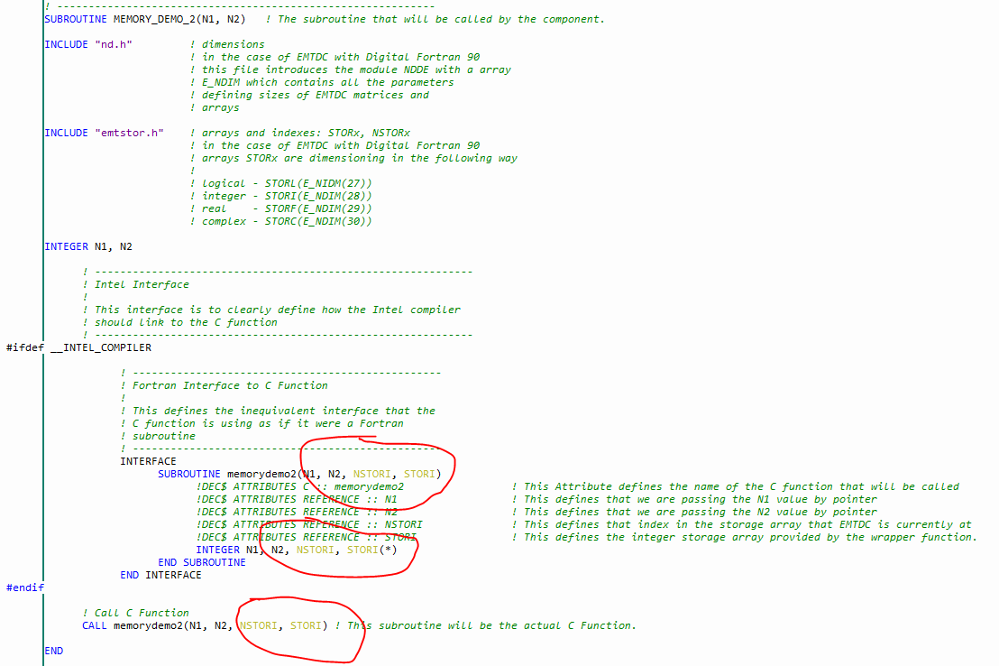 ! ------------------------------------------------------------
SUBROUTINE MEMORY_DEMO_2(N1, N2)   ! The subroutine that will be called by the component.
INCLUDE "nd.h"         ! dimensions
! in the case of EMTDC with Digital Fortran 90
! this file introduces the module NDDE with a array
! E_NDIM which contains all the parameters
! defining sizes of EMTDC matrices and
! arrays
INCLUDE "emtstor.h"    ! arrays and indexes: STORx, NSTORx
! in the case of EMTDC with Digital Fortran 90
! arrays STORx are dimensioning in the following way
!
! logical - STORL(E_NIDM(27))
! integer - STORI(E_NDIM(28))
! real    - STORF(E_NDIM(29))
! complex - STORC(E_NDIM(30))
INTEGER N1, N2
! ------------------------------------------------------------
! Intel Interface
!
! This interface is to clearly define how the Intel compiler
! should link to the C function
! ------------------------------------------------------------
#ifdef __INTEL_COMPILER
! -------------------------------------------------
! Fortran Interface to C Function
!
! This defines the inequivalent interface that the
! C function is using as if it were a Fortran
! subroutine
! -------------------------------------------------
INTERFACE
SUBROUTINE memorydemo2(N1, N2, NSTORI, STORI)
!DEC$ ATTRIBUTES C :: memorydemo2                 ! This Attribute defines the name of the C function that will be called
!DEC$ ATTRIBUTES REFERENCE :: N1                  ! This defines that we are passing the N1 value by pointer
!DEC$ ATTRIBUTES REFERENCE :: N2                  ! This defines that we are passing the N2 value by pointer
!DEC$ ATTRIBUTES REFERENCE :: NSTORI              ! This defines that index in the storage array that EMTDC is currently at
!DEC$ ATTRIBUTES REFERENCE :: STORI               ! This defines the integer storage array provided by the wrapper function.
INTEGER N1, N2, NSTORI, STORI(*)
END SUBROUTINE
END INTERFACE
#endif
! Call C Function
CALL memorydemo2(N1, N2, NSTORI, STORI) ! This subroutine will be the actual C Function.
END